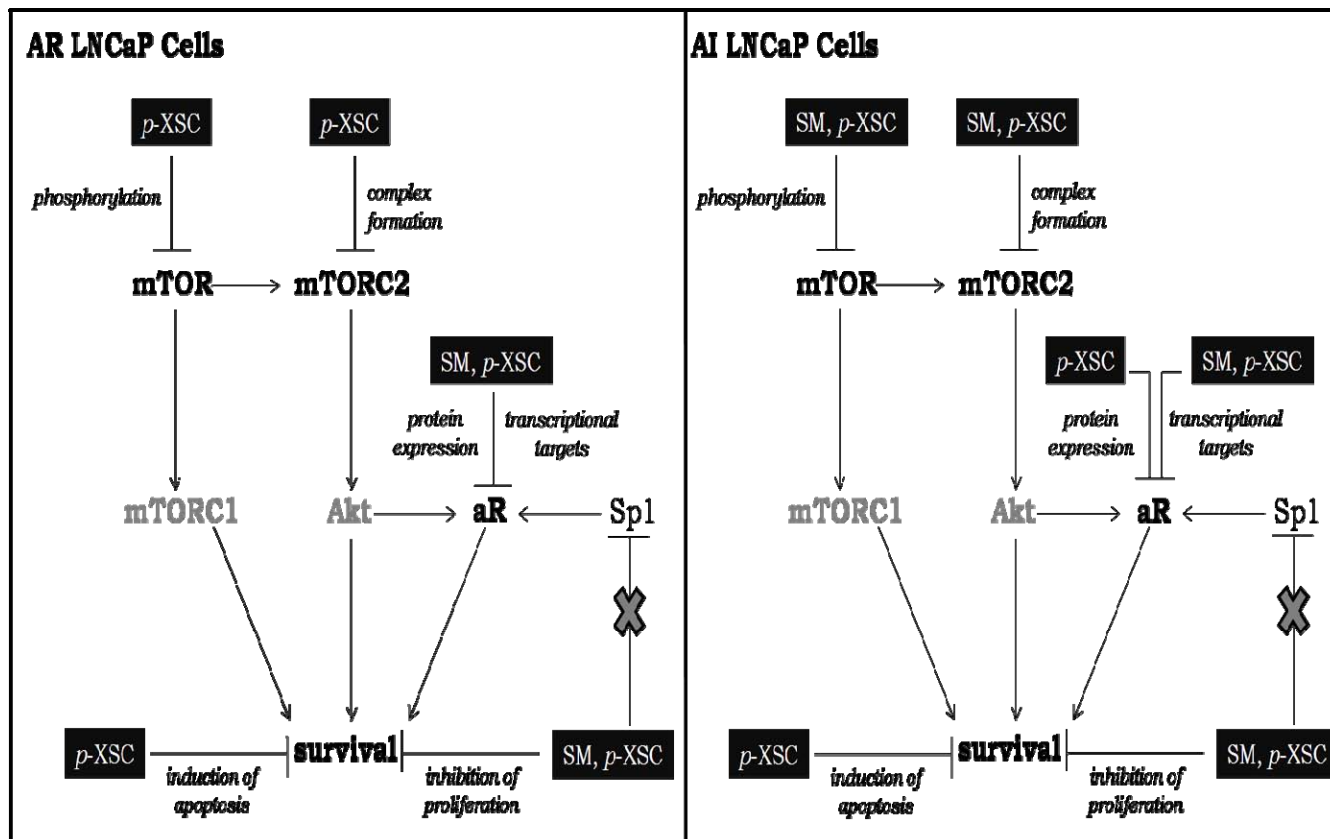 AR LNCaP Cells
p-XSC
p-XSC
phosphorylation
complex
formation
mTOR
mTORC2
SM, p-XSC
protein
expression
transcriptional
targets
mTORC1
Akt
aR
Sp1
p-XSC
induction of
apoptosis
survival
inhibition of
proliferation
SM, p-XSC
AI LNCaP Cells
SM, p-XSC
SM, p-XSC
phosphorylation
complex
formation
mTOR
mTORC2
p-XSC
SM, p-XSC
protein
expression
transcriptional
targets
mTORC1
Akt
aR
Sp1
p-XSC
induction of
apoptosis
survival
inhibition of
proliferation
SM, p-XSC